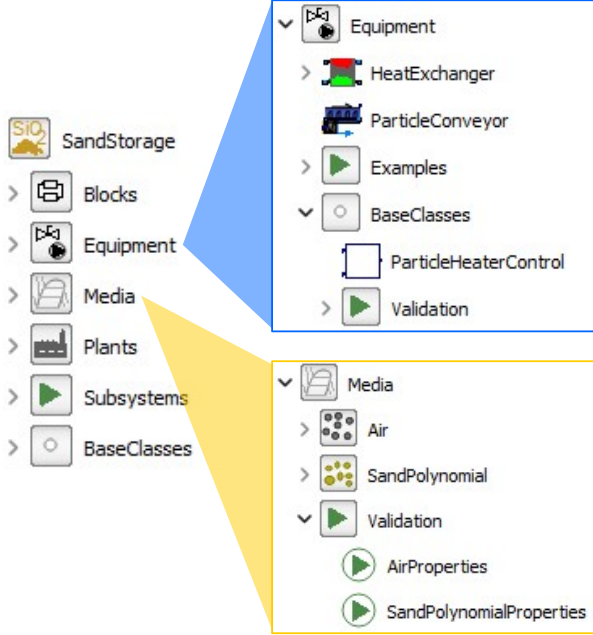 SiO2
SandStorage
Blocks
Equipment
Media
Plants
Subsystems
BaseClasses
Equipment
HeatExchanger
ParticleConveyor
Examples
BaseClasses
ParticleHeaterControl
Validation
Media
Air
SandPolynomial
Validation
AirProperties
SandPolynomialProperties